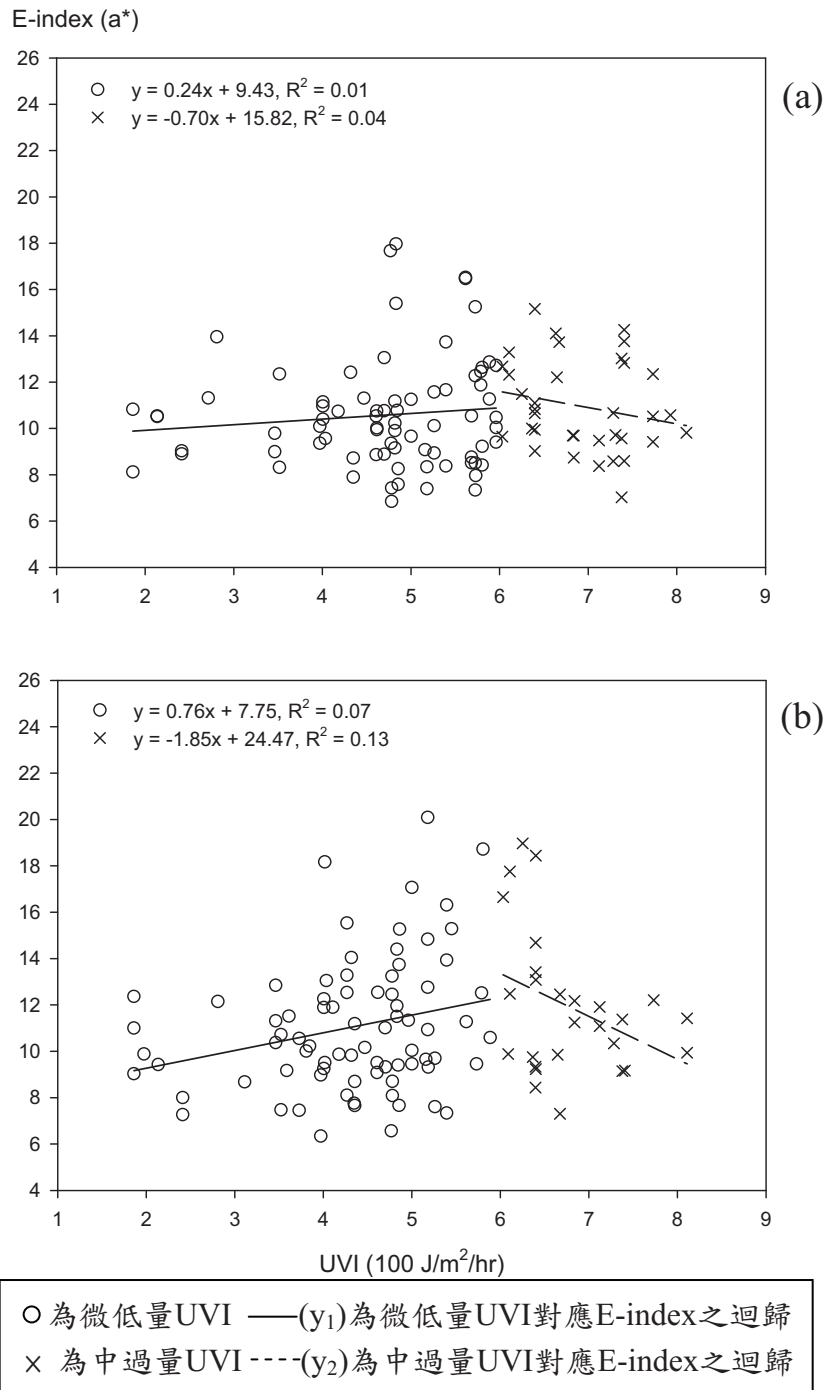 E-index (a*)
26
24
22
20
18
16
14
12
10
8
6
4
y = 0.24x + 9.43, R² = 0.01
y = -0.70x + 15.82, R² = 0.04
(a)
1 2 3 4 5 6 7 8 9
26
24
22
20
18
16
14
12
10
8
6
4
y = 0.76x + 7.75, R² = 0.07
y = -1.85x + 24.47, R² = 0.13
(b)
1 2 3 4 5 6 7 8 9
UVI (100 J/m²/hr)
為微低量UVI (y₁)為微低量UVI對應E-index之迴歸
為中過量UVI (y₂)為中過量UVI對應E-index之迴歸